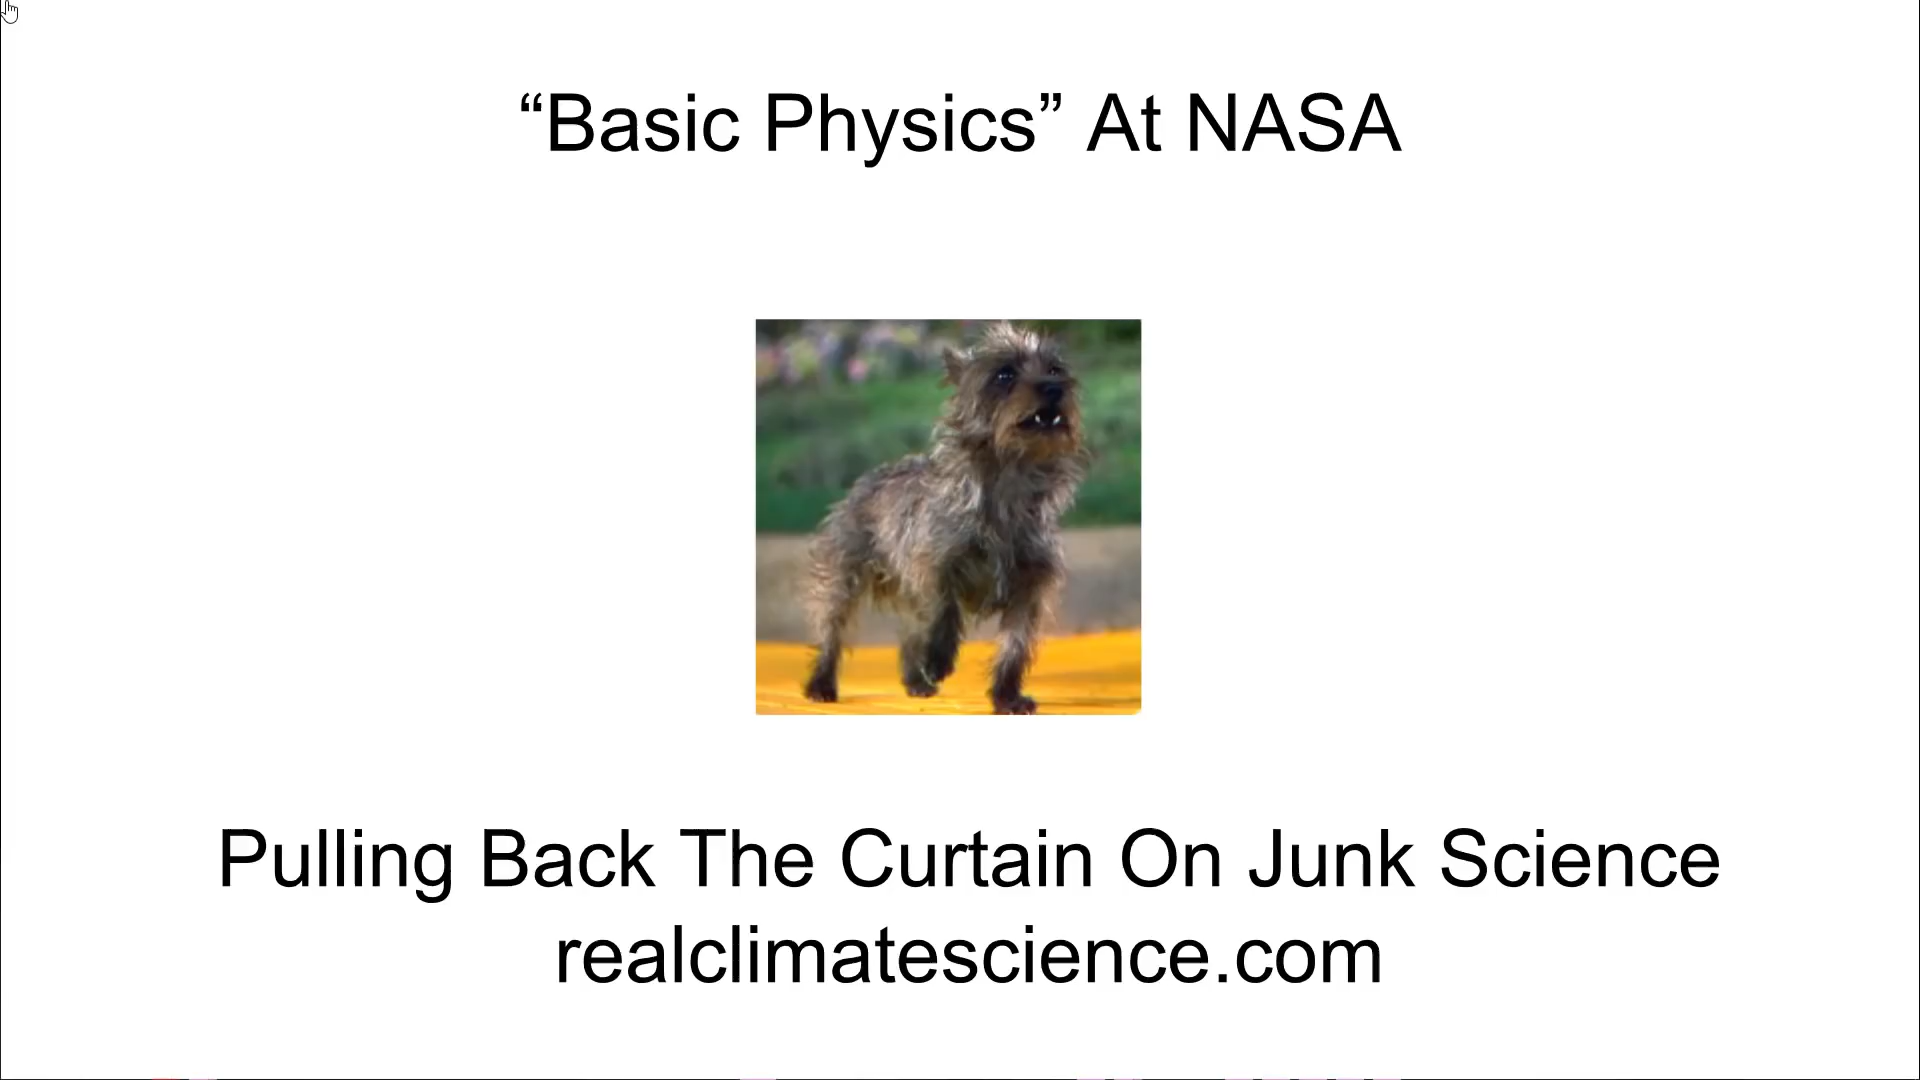 “Basic Physics” At NASA
Pulling Back The Curtain On Junk Science
realclimatescience.com